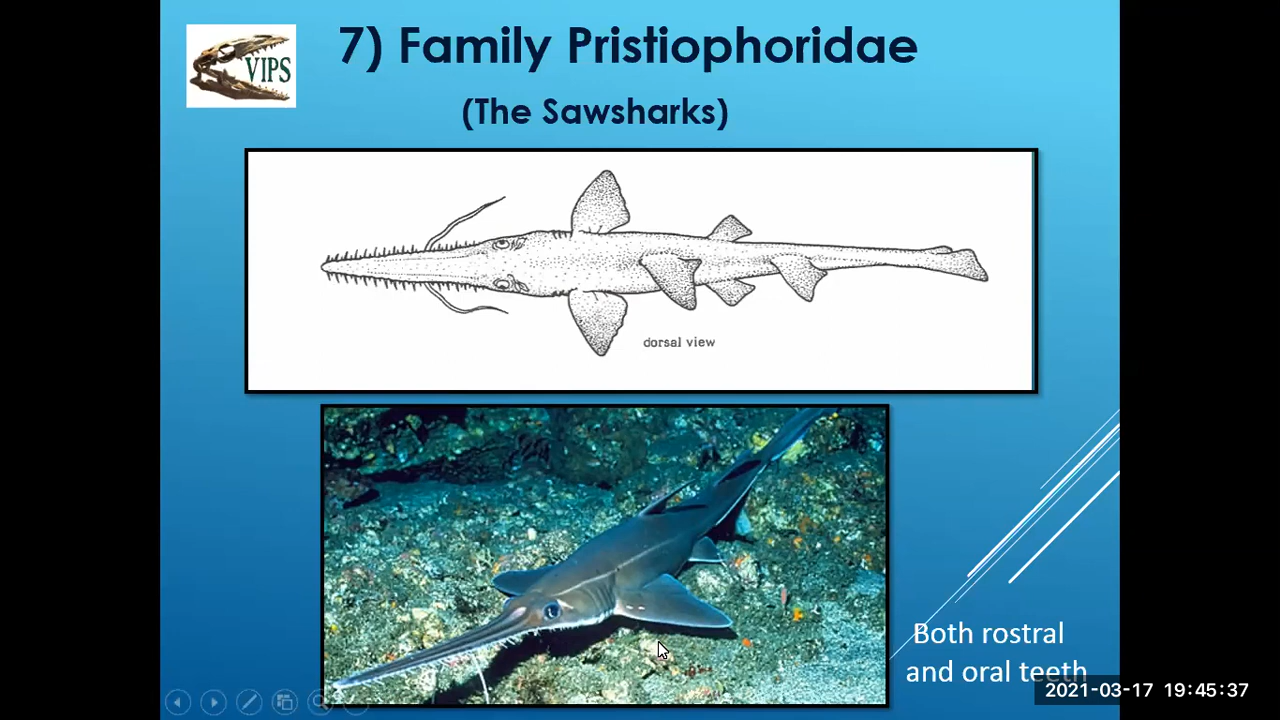 VIPS
7) Family Pristiophoridae
(The Sawsharks)
dorsal view
Both rostral
and oral teeth
2021-03-17 19:45:37